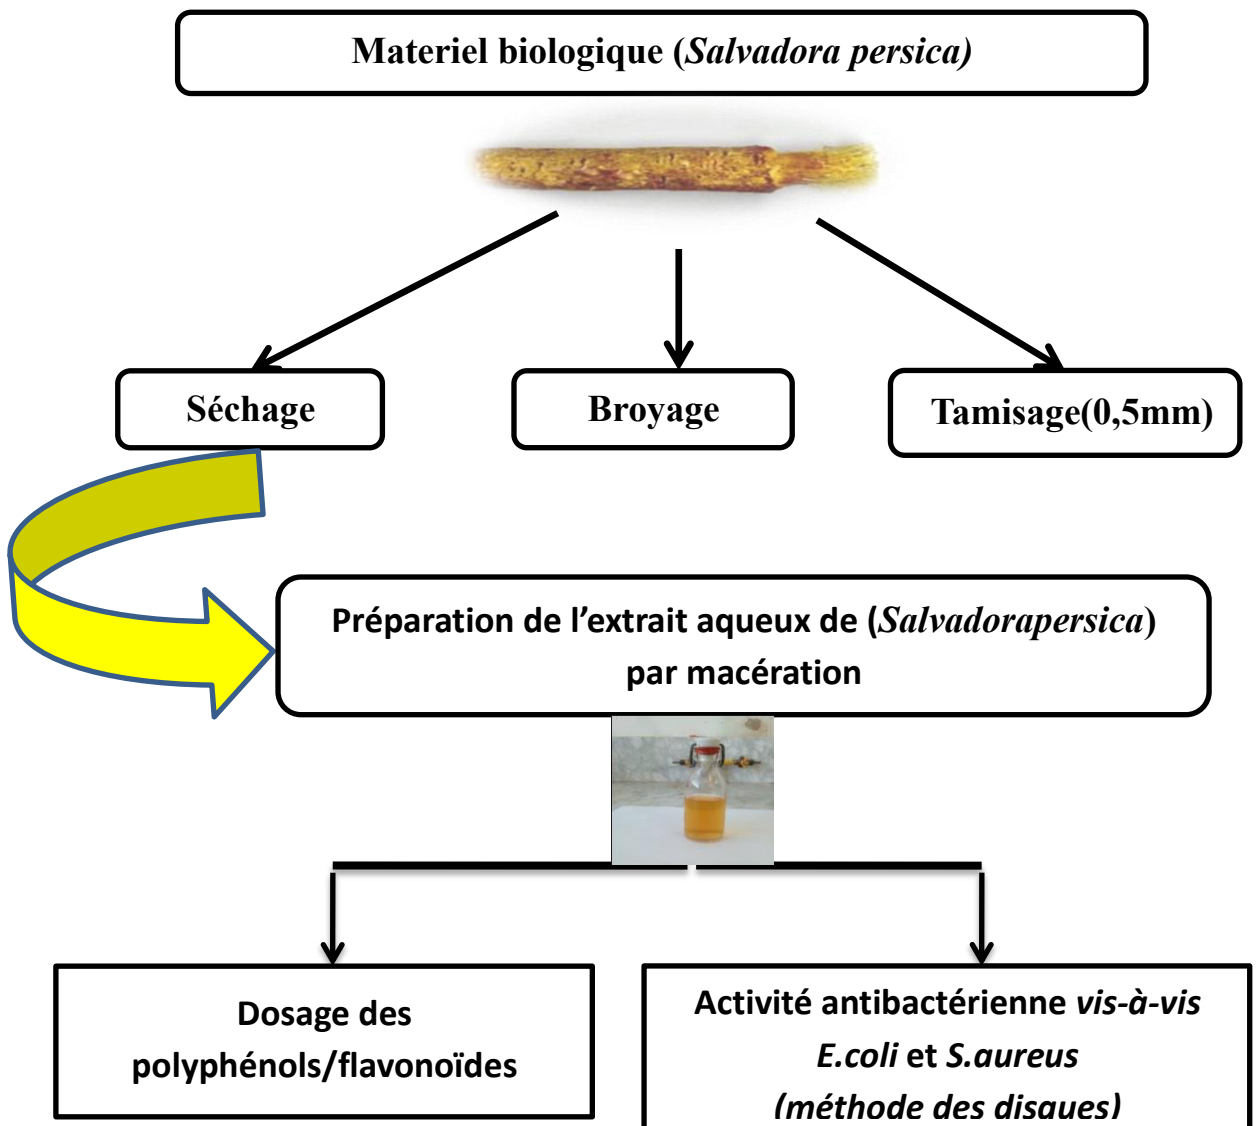 Materiel biologique (Salvadora persica)
Séchage
Broyage
Tamisage(0,5mm)
Préparation de l’extrait aqueux de (Salvadorapersica)
par macération
Dosage des
polyphénols/flavonoïdes
Activité antibactérienne vis-à-vis
E.coli et S.aureus
(méthode des disques)